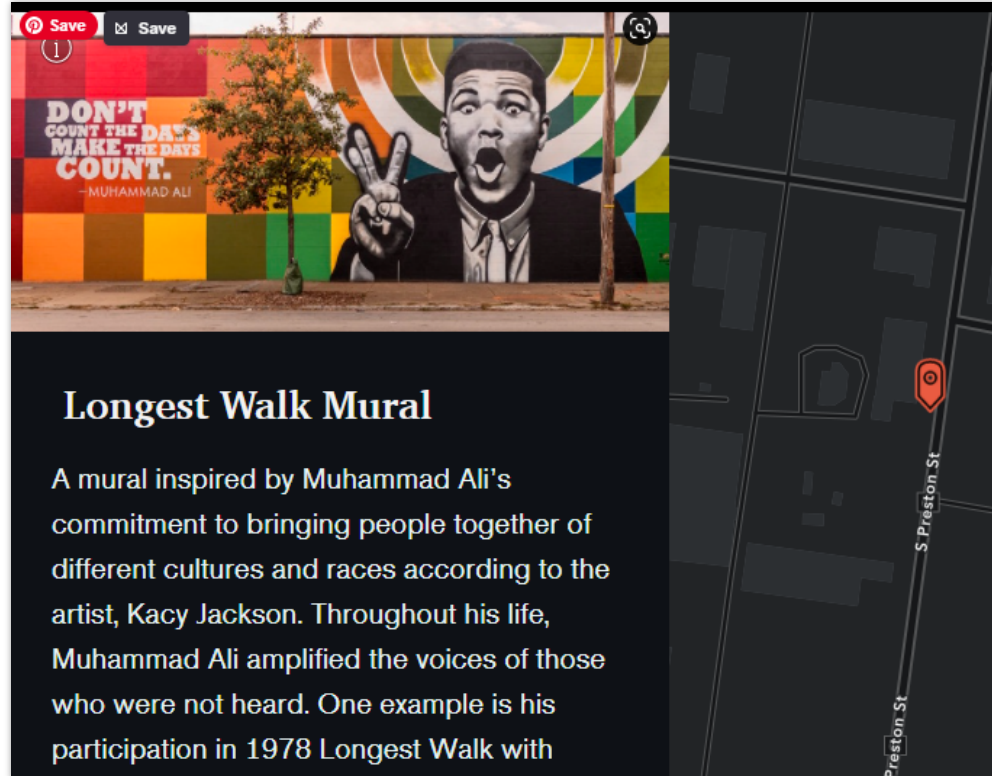 Save
Save
DON'T
COUNT THE DAYS
MAKE THE DAYS
COUNT.
—MUHAMMAD ALI
Longest Walk Mural
A mural inspired by Muhammad Ali's
commitment to bringing people together of
different cultures and races according to the
artist, Kacy Jackson. Throughout his life,
Muhammad Ali amplified the voices of those
who were not heard. One example is his
participation in 1978 Longest Walk with
S Preston St
Preston St